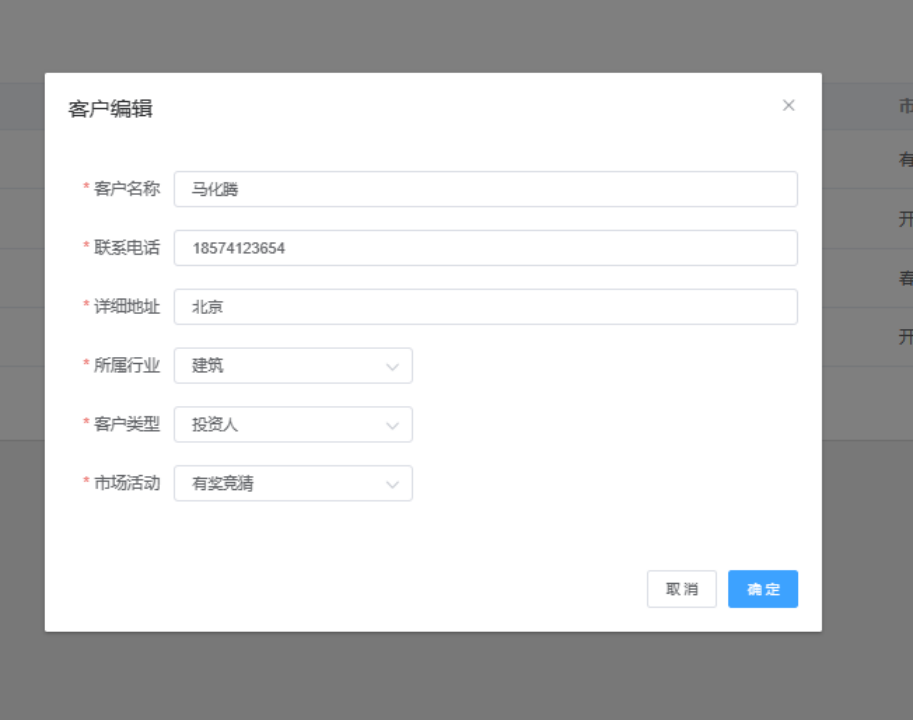 客户编辑
* 客户名称 马化腾
* 联系电话 18574123654
* 详细地址 北京
* 所属行业 建筑
* 客户类型 投资人
* 市场活动 有奖竞猜
取消 确定
市
有
开
春
开